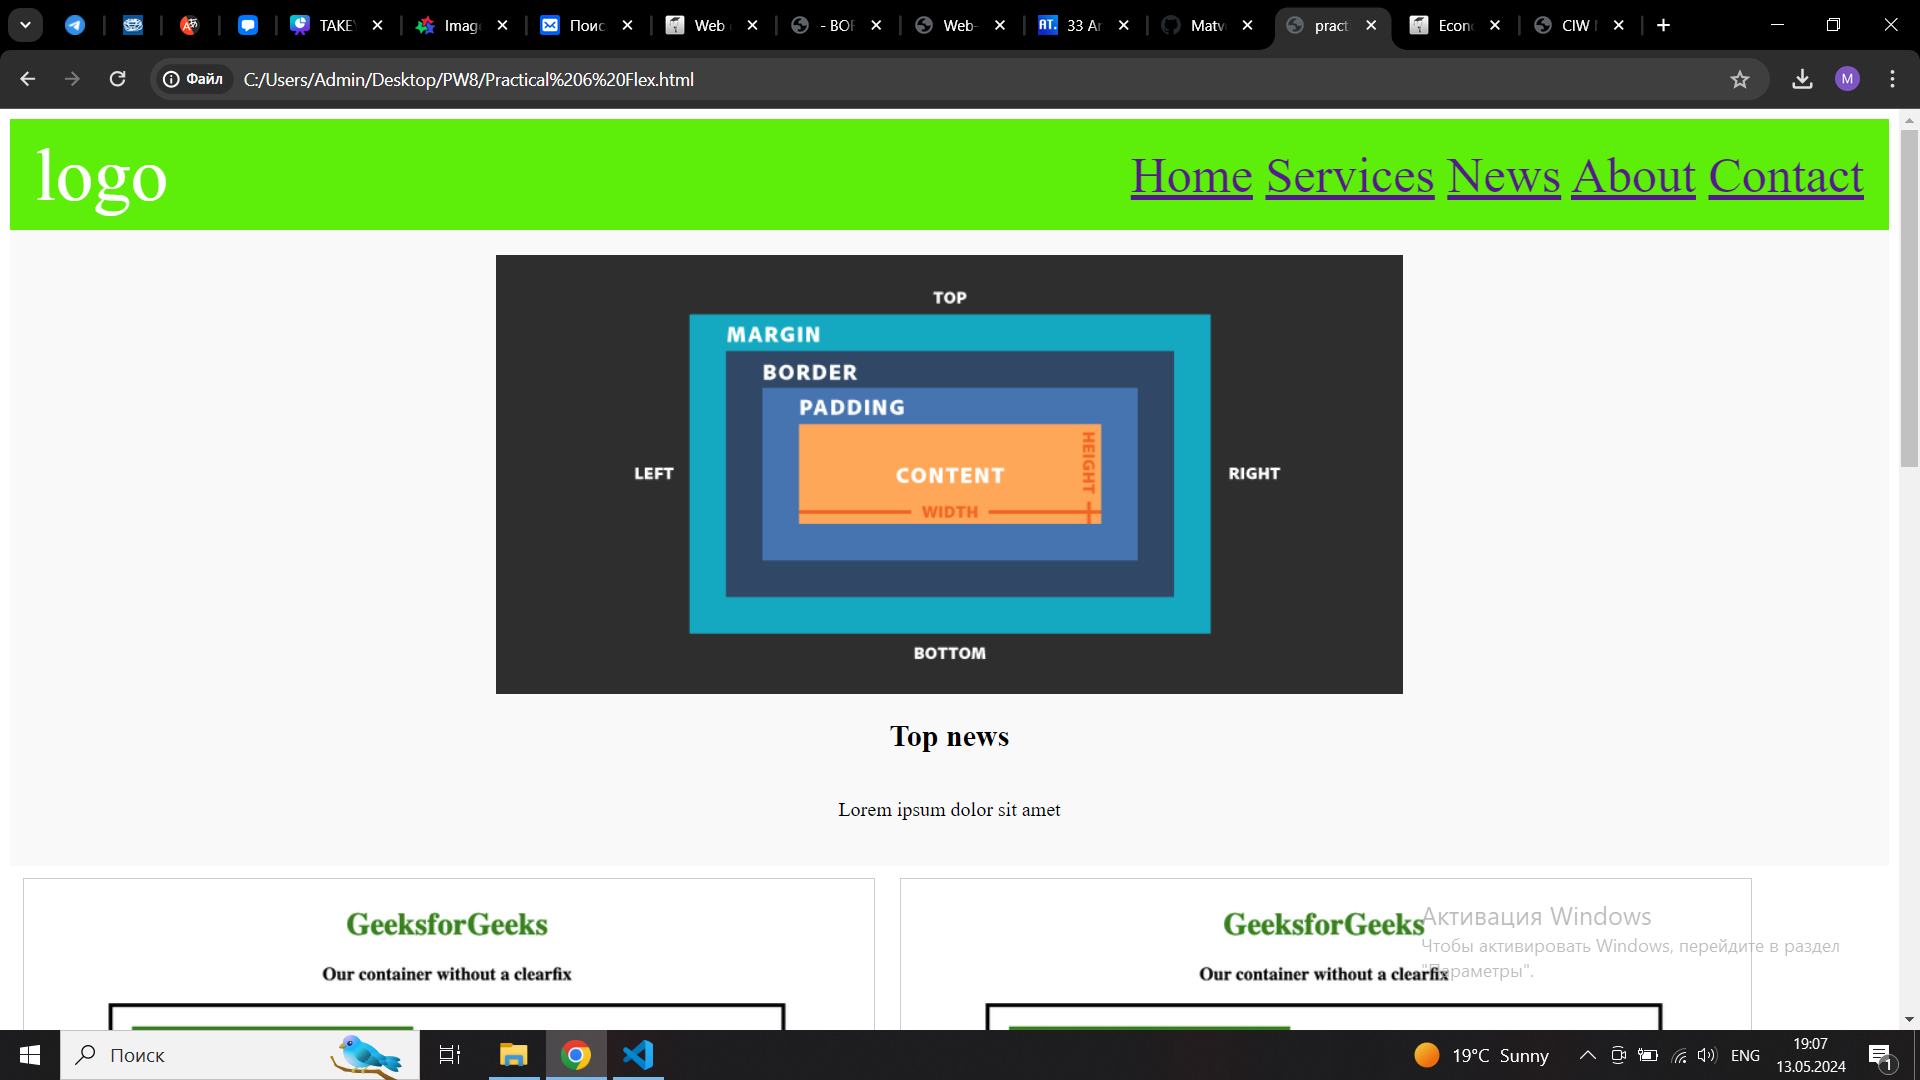 TAKE
Imag
Поис
Web
- BOF
Web-
AT.
33 A
Matv
pract
Econ
CIW
Файл
C:/Users/Admin/Desktop/PW8/Practical%206%20Flex.html
M
logo
Home Services News About Contact
TOP
MARGIN
BORDER
PADDING
HEIGHT
LEFT
CONTENT
RIGHT
WIDTH
BOTTOM
Top news
Lorem ipsum dolor sit amet
GeeksforGeeks
Our container without a clearfix
GeeksforGeeks
Our container without a clearfix
Активация Windows
Чтобы активировать Windows, перейдите в раздел
"Параметры".
Поиск
19°C Sunny
ENG
19:07
13.05.2024
1